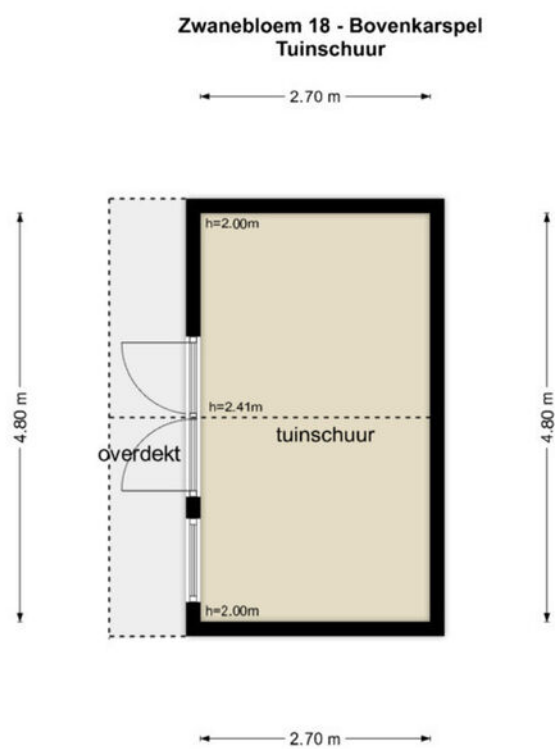 Zwanebloem 18 - Bovenkarspel
Tuinschuur
2.70 m
h=2.00m
4.80 m
4.80 m
h=2.41m
tuinschuur
overdekt
h=2.00m
2.70 m